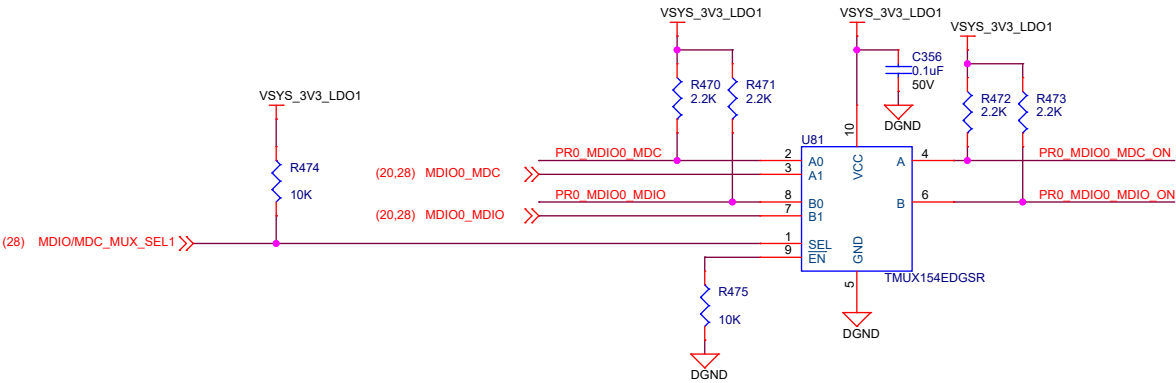 VSYS_3V3_LDO1
VSYS_3V3_LDO1
VSYS_3V3_LDO1
VSYS_3V3_LDO1
C356
0.1uF
50V
DGND
R470
2.2K
R471
2.2K
R472
2.2K
R473
2.2K
R474
10K
U81
10
VCC
PR0_MDIO0_MDC
2
A0
A
4
PR0_MDIO0_MDC_ON
(20,28) MDIO0_MDC
3
A1
PR0_MDIO0_MDIO
8
B0
B
6
PR0_MDIO0_MDIO_ON
(20,28) MDIO0_MDIO
7
B1
(28) MDIO/MDC_MUX_SEL1
1
SEL
9
EN
GND
5
TMUX154EDGSR
R475
10K
DGND
DGND